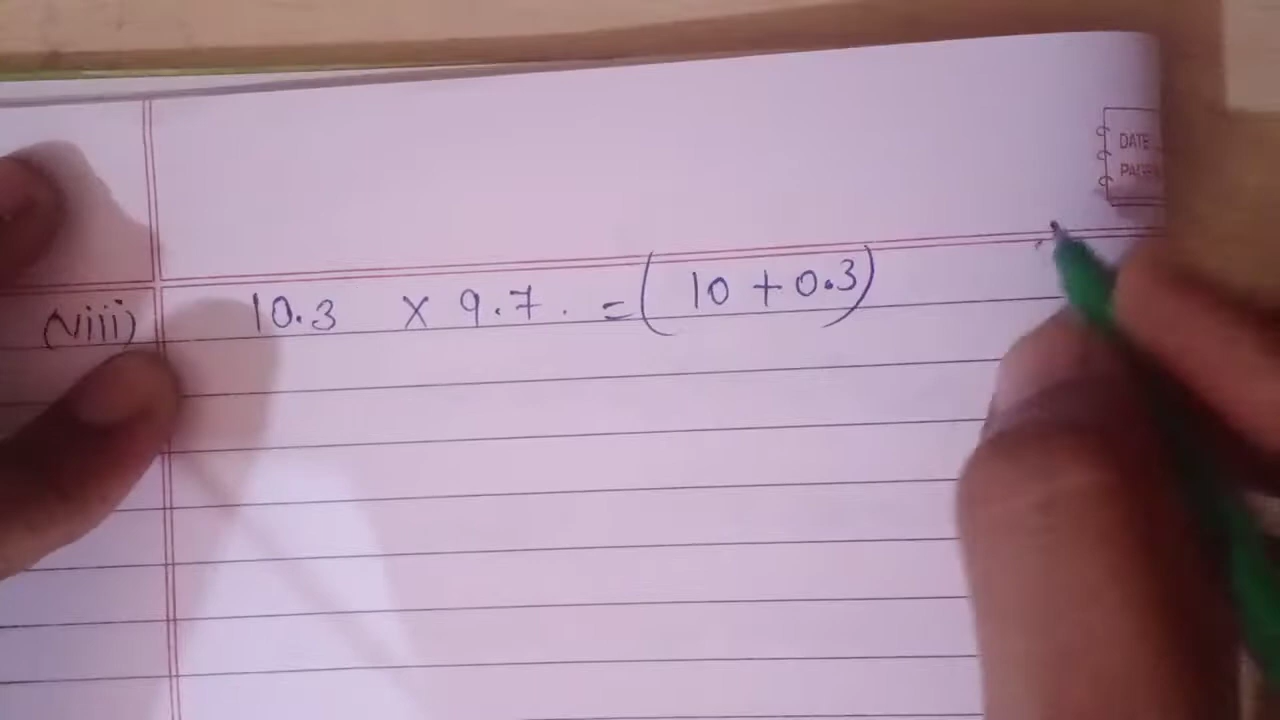 DATE
(viii) 10.3 × 9.7 . = ( 10 + 0.3)